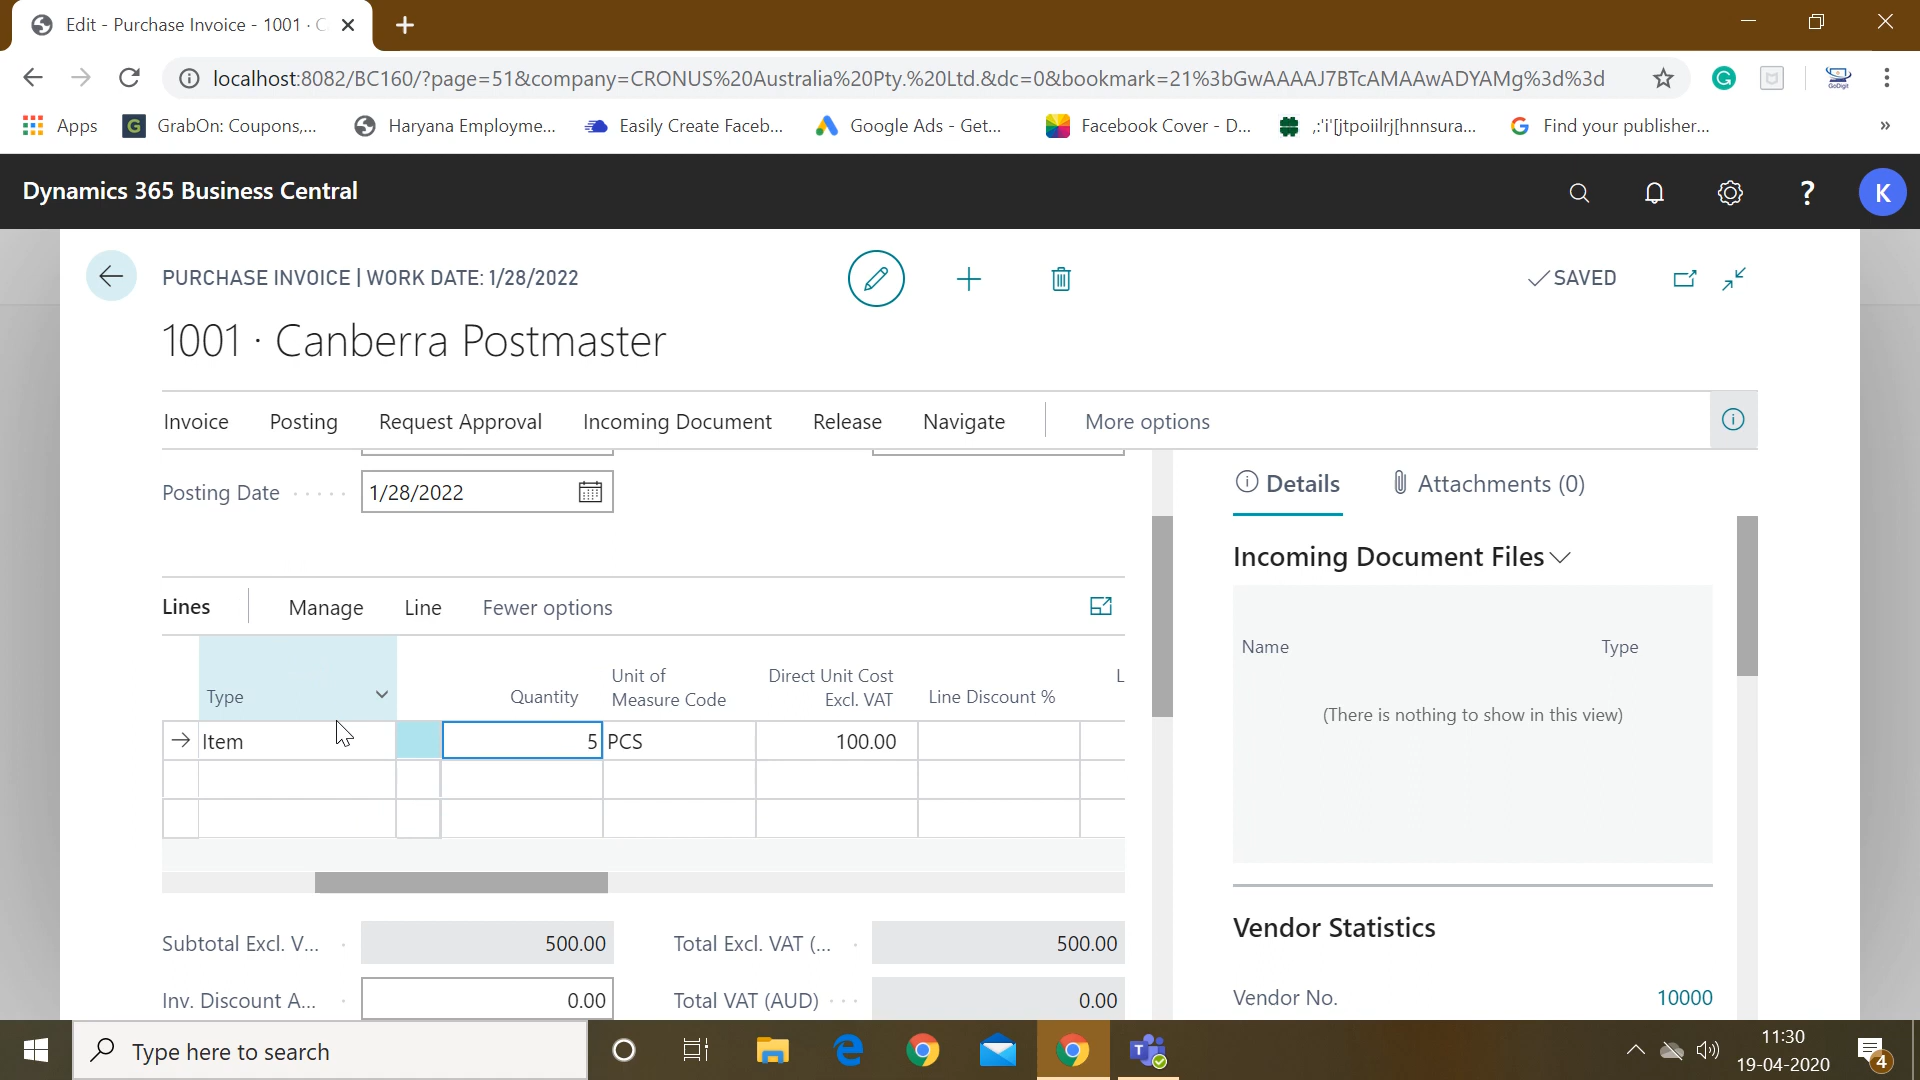 Edit - Purchase Invoice - 1001 · C
localhost:8082/BC160/?page=51&company=CRONUS%20Australia%20Pty.%20Ltd.&dc=0&bookmark=21%3bGwAAAAJ7BTcAMAAwADYAMg%3d%3d
Apps
GrabOn: Coupons,...
Haryana Employme...
Easily Create Faceb...
Google Ads - Get...
Facebook Cover - D...
,:'i'[jtpoiilrj[hnnsura...
Find your publisher...
»
Dynamics 365 Business Central
?
K
PURCHASE INVOICE | WORK DATE: 1/28/2022
SAVED
1001 · Canberra Postmaster
Invoice
Posting
Request Approval
Incoming Document
Release
Navigate
More options
Posting Date
1/28/2022
Details
Attachments (0)
Incoming Document Files
Name
Type
(There is nothing to show in this view)
Lines
Manage
Line
Fewer options
Type
Quantity
Unit of
Measure Code
Direct Unit Cost
Excl. VAT
Line Discount %
L
Item
5
PCS
100.00
Subtotal Excl. V...
500.00
Total Excl. VAT (...
500.00
Inv. Discount A...
0.00
Total VAT (AUD)
0.00
Vendor Statistics
Vendor No.
10000
Type here to search
11:30
19-04-2020
4